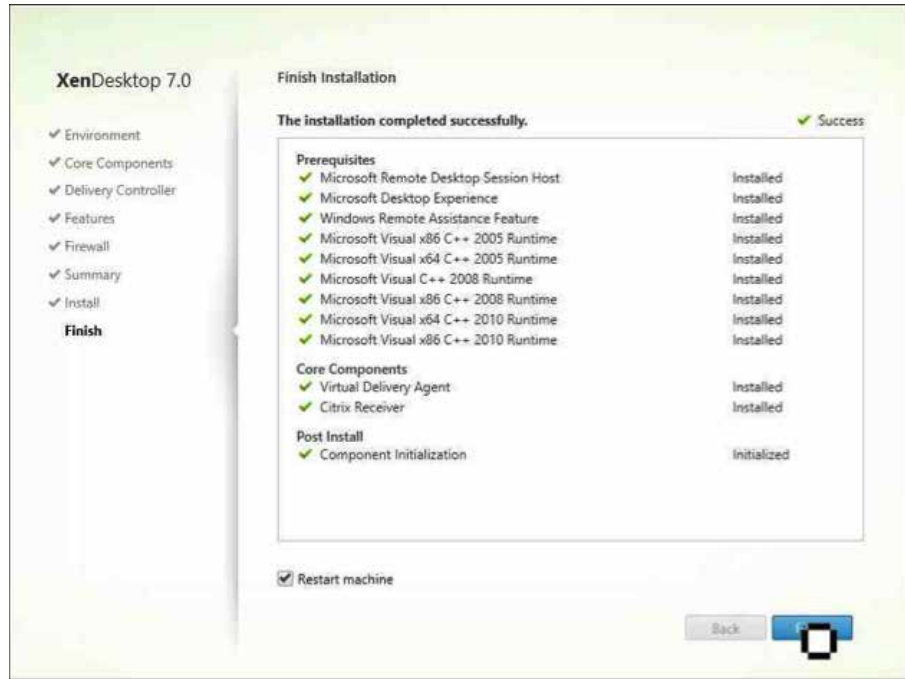 XenDesktop 7.0
Environment
Core Components
Delivery Controller
Features
Firewall
Summary
Install
Finish
Finish Installation
The installation completed successfully.
Success
Prerequisites
Microsoft Remote Desktop Session Host Installed
Microsoft Desktop Experience Installed
Windows Remote Assistance Feature Installed
Microsoft Visual x86 C++ 2005 Runtime Installed
Microsoft Visual x64 C++ 2005 Runtime Installed
Microsoft Visual C++ 2008 Runtime Installed
Microsoft Visual x86 C++ 2008 Runtime Installed
Microsoft Visual x64 C++ 2010 Runtime Installed
Microsoft Visual x86 C++ 2010 Runtime Installed
Core Components
Virtual Delivery Agent Installed
Citrix Receiver Installed
Post Install
Component Initialization Initialized
Restart machine
Back